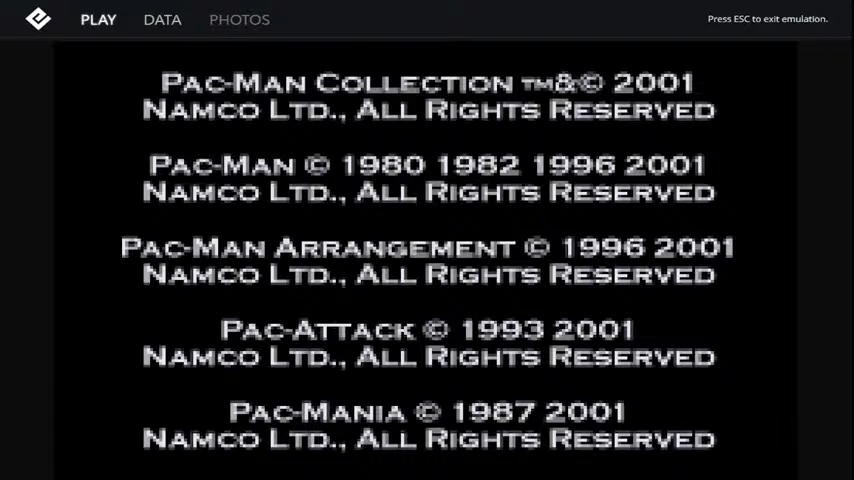 PLAY DATA PHOTOS Press ESC to exit emulation.
PAC-MAN COLLECTION ™&© 2001
NAMCO LTD., ALL RIGHTS RESERVED
PAC-MAN © 1980 1982 1996 2001
NAMCO LTD., ALL RIGHTS RESERVED
PAC-MAN ARRANGEMENT © 1996 2001
NAMCO LTD., ALL RIGHTS RESERVED
PAC-ATTACK © 1993 2001
NAMCO LTD., ALL RIGHTS RESERVED
PAC-MANIA © 1987 2001
NAMCO LTD., ALL RIGHTS RESERVED